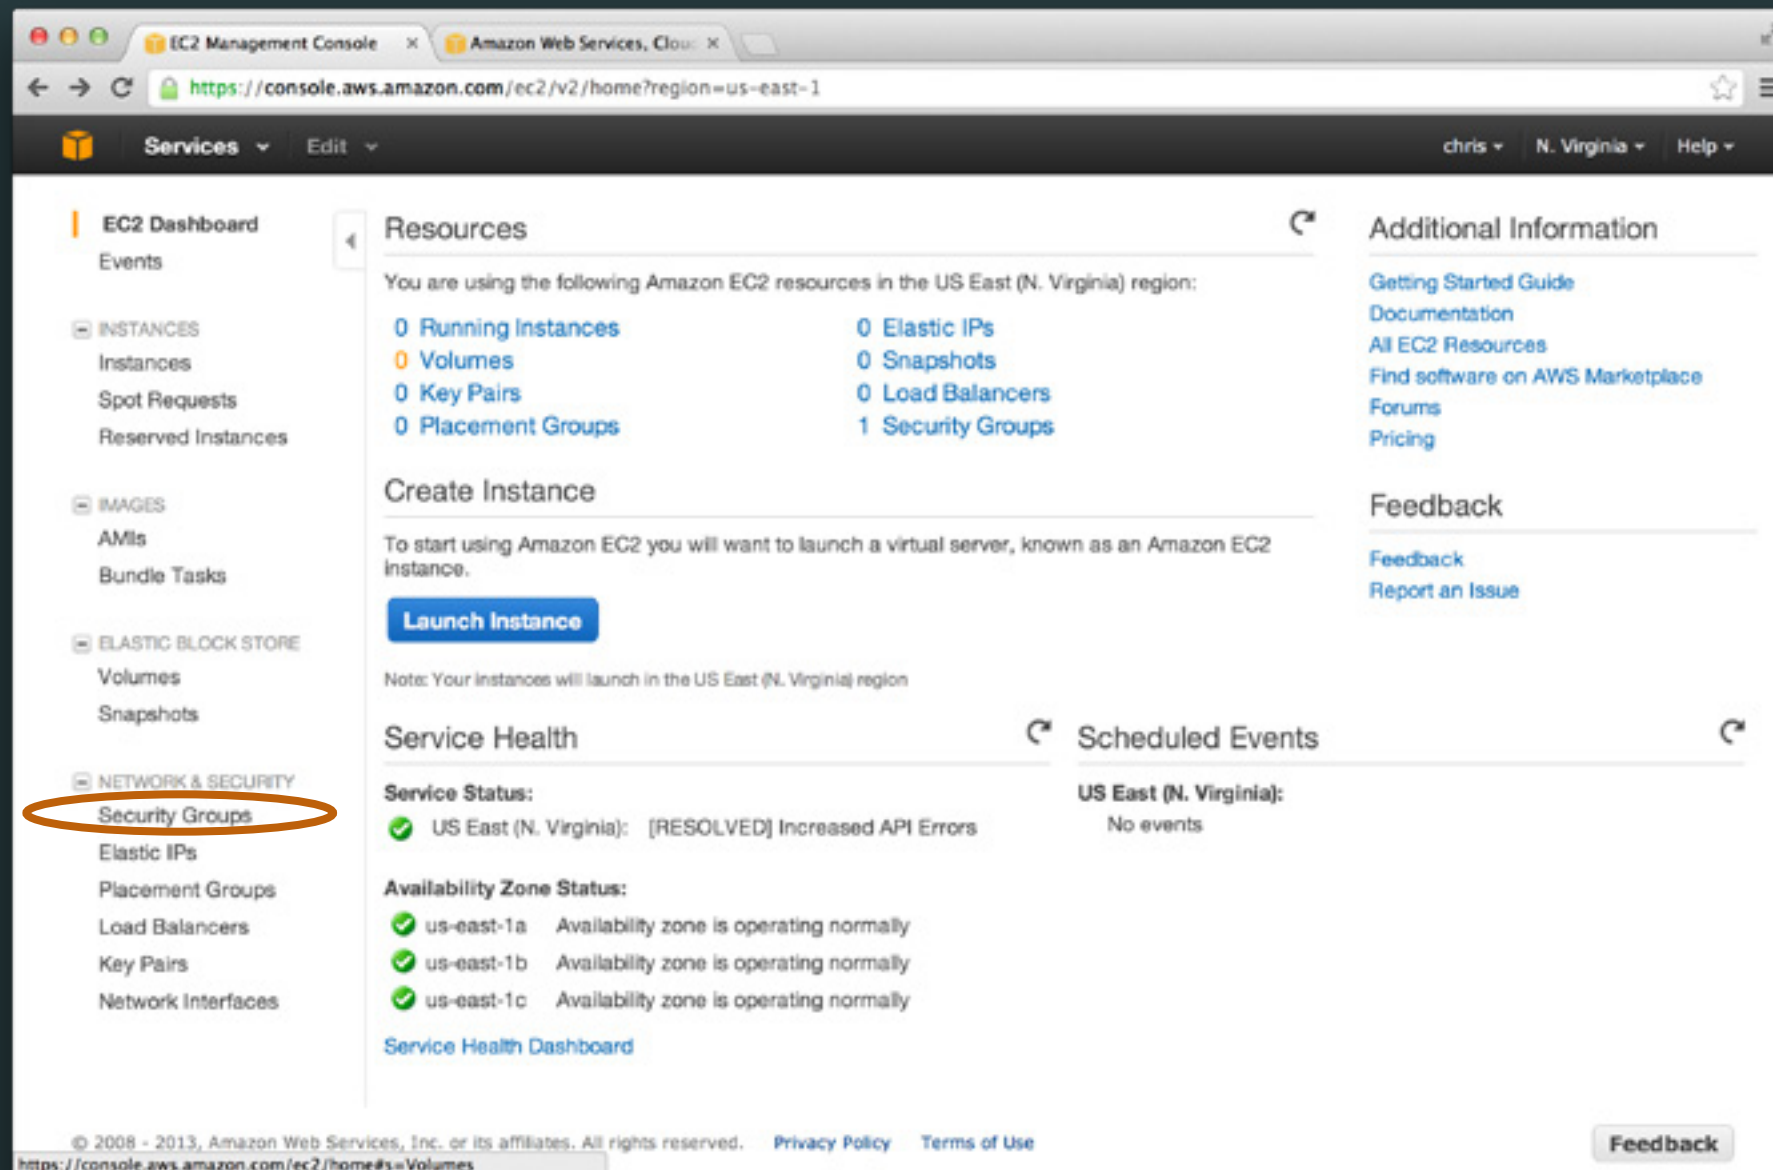 EC2 Management Console
Amazon Web Services, Clou
https://console.aws.amazon.com/ec2/v2/home?region=us-east-1
Services Edit chris N. Virginia Help
EC2 Dashboard
Events
INSTANCES
Instances
Spot Requests
Reserved Instances
IMAGES
AMIs
Bundle Tasks
ELASTIC BLOCK STORE
Volumes
Snapshots
NETWORK & SECURITY
Security Groups
Elastic IPs
Placement Groups
Load Balancers
Key Pairs
Network Interfaces
Resources
You are using the following Amazon EC2 resources in the US East (N. Virginia) region:
0 Running Instances 0 Elastic IPs
0 Volumes 0 Snapshots
0 Key Pairs 0 Load Balancers
0 Placement Groups 1 Security Groups
Create Instance
To start using Amazon EC2 you will want to launch a virtual server, known as an Amazon EC2
instance.
Launch Instance
Note: Your instances will launch in the US East (N. Virginia) region
Service Health
Service Status:
US East (N. Virginia): [RESOLVED] Increased API Errors
Availability Zone Status:
us-east-1a Availability zone is operating normally
us-east-1b Availability zone is operating normally
us-east-1c Availability zone is operating normally
Service Health Dashboard
Scheduled Events
US East (N. Virginia):
No events
Additional Information
Getting Started Guide
Documentation
All EC2 Resources
Find software on AWS Marketplace
Forums
Pricing
Feedback
Feedback
Report an Issue
© 2008 - 2013, Amazon Web Services, Inc. or its affiliates. All rights reserved. Privacy Policy Terms of Use
Feedback
https://console.aws.amazon.com/ec2/home#s=Volumes